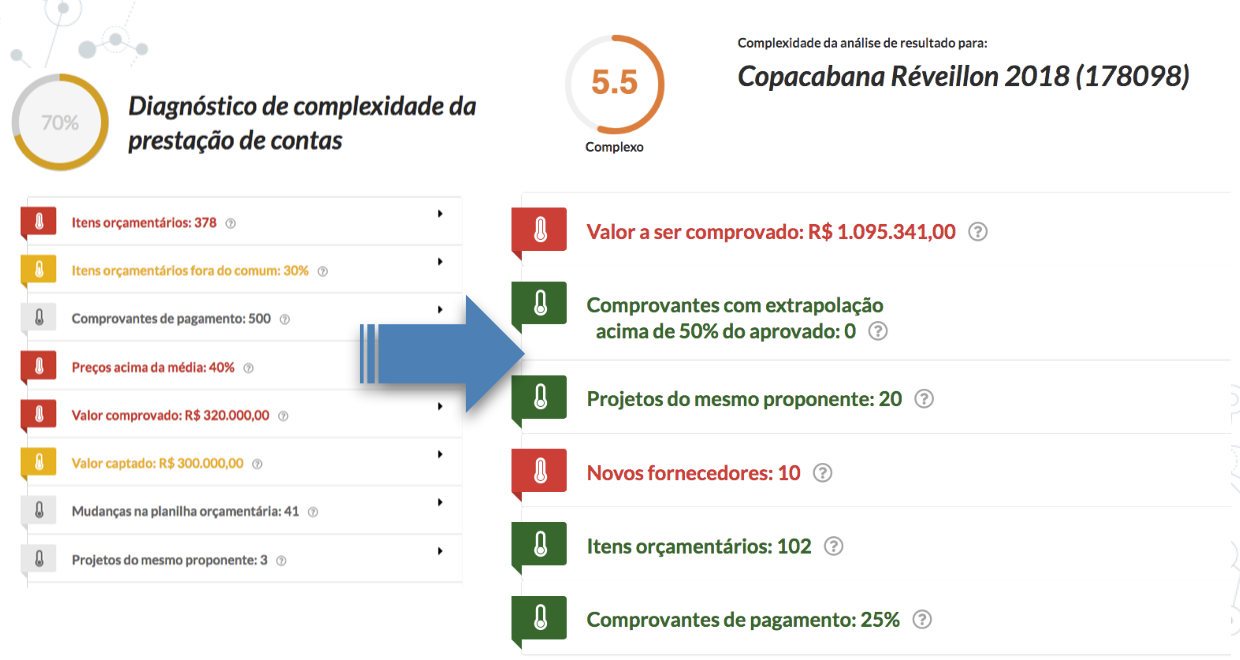 70%
Diagnóstico de complexidade da
prestação de contas
Itens orçamentários: 378 ?
Itens orçamentários fora do comum: 30% ?
Comprovantes de pagamento: 500 ?
Preços acima da média: 40% ?
Valor comprovado: R$ 320.000,00 ?
Valor captado: R$ 300.000,00 ?
Mudanças na planilha orçamentária: 41 ?
Projetos do mesmo proponente: 3 ?
5.5
Complexo
Complexidade da análise de resultado para:
Copacabana Réveillon 2018 (178098)
Valor a ser comprovado: R$ 1.095.341,00 ?
Comprovantes com extrapolação
acima de 50% do aprovado: 0 ?
Projetos do mesmo proponente: 20 ?
Novos fornecedores: 10 ?
Itens orçamentários: 102 ?
Comprovantes de pagamento: 25% ?